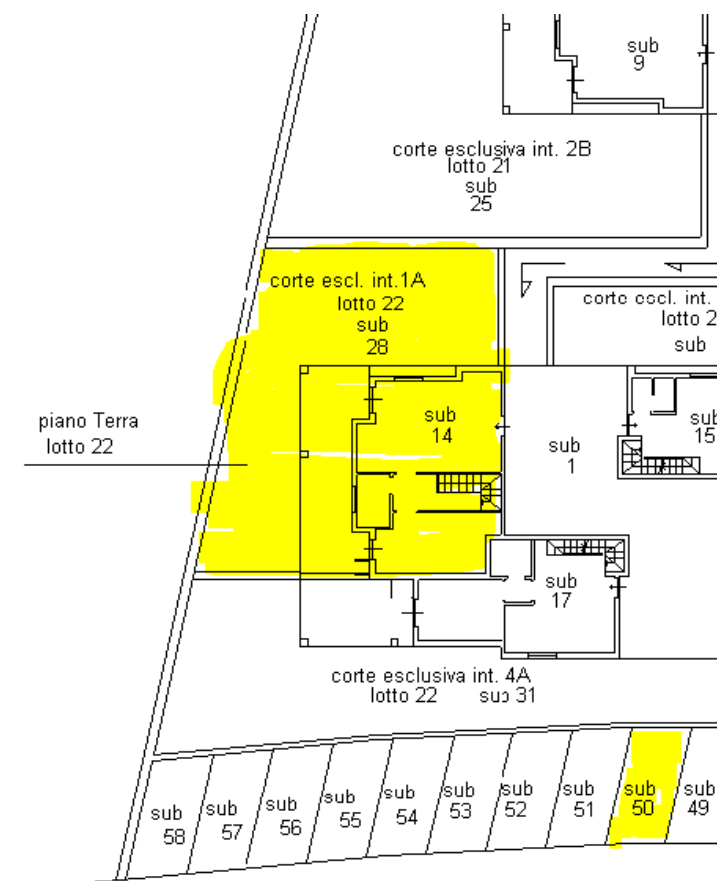 sub
9
corte esclusiva int. 2B
lotto 21
sub
25
corte escl. int.1A
lotto 22
sub
28
corte escl. int.
lotto 2
sub
piano Terra
lotto 22
sub
14
sub
1
sub
15
sub
17
corte esclusiva int. 4A
lotto 22 sub 31
sub
58
sub
57
sub
56
sub
55
sub
54
sub
53
sub
52
sub
51
sub
50
sub
49